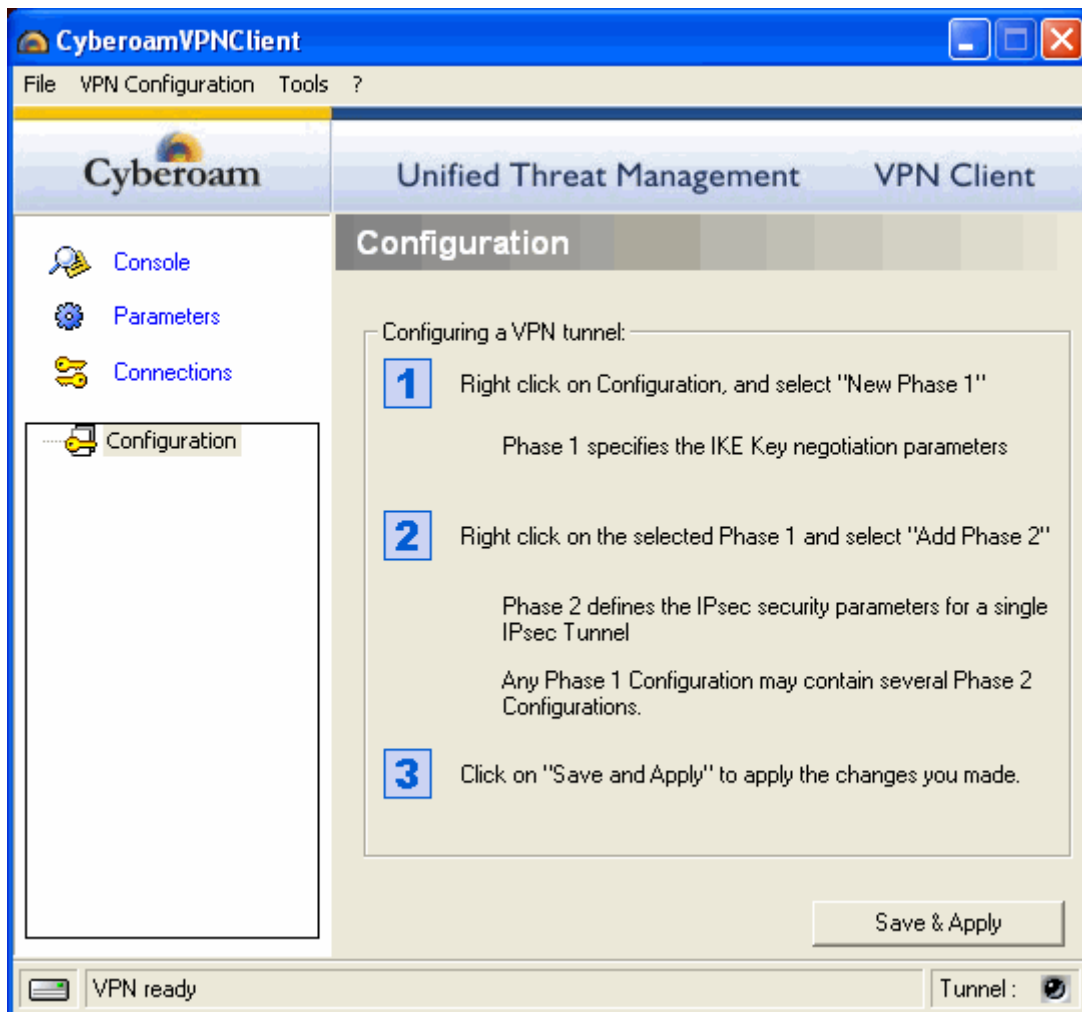 CyberoamVPNClient
File VPN Configuration Tools ?
Cyberoam
Unified Threat Management VPN Client
Console
Parameters
Connections
Configuration
Configuration
Configuring a VPN tunnel:
1 Right click on Configuration, and select "New Phase 1"
Phase 1 specifies the IKE Key negotiation parameters
2 Right click on the selected Phase 1 and select "Add Phase 2"
Phase 2 defines the IPsec security parameters for a single
IPsec Tunnel
Any Phase 1 Configuration may contain several Phase 2
Configurations.
3 Click on "Save and Apply" to apply the changes you made.
Save & Apply
VPN ready
Tunnel :